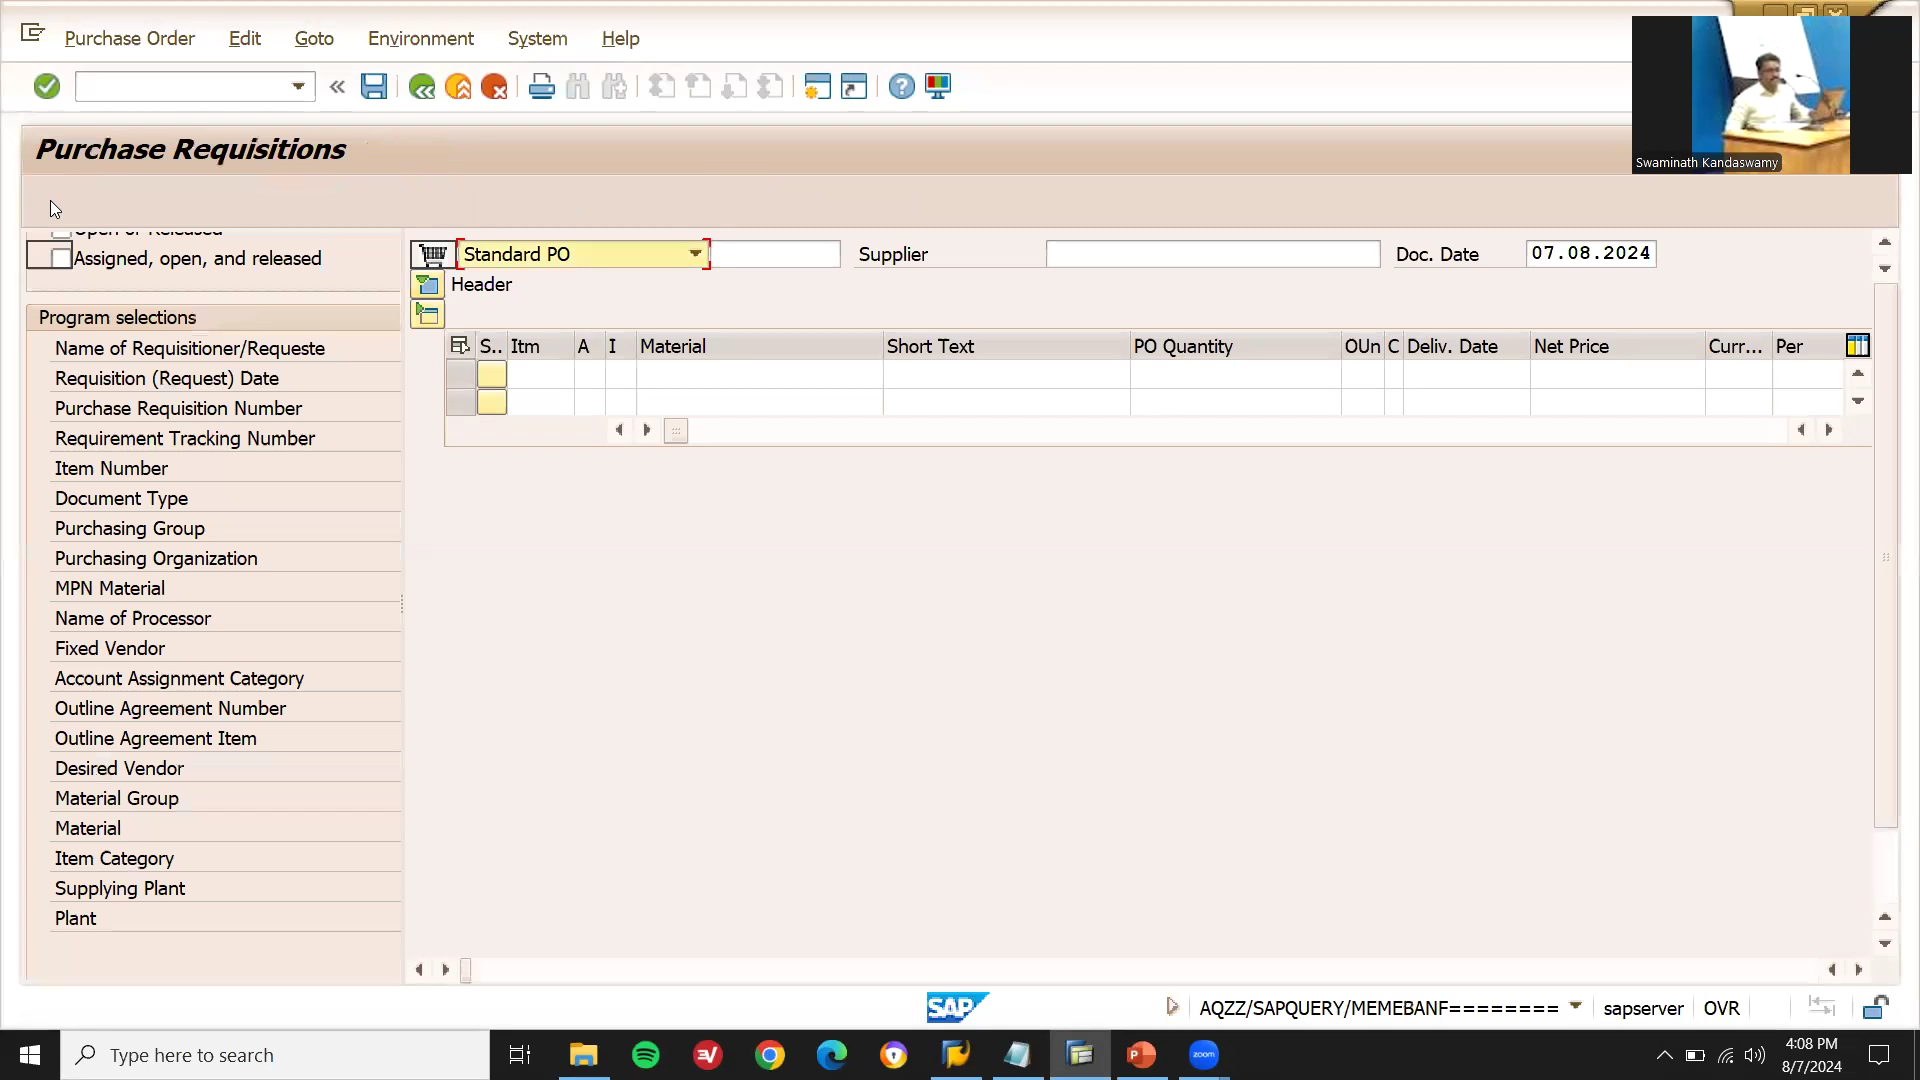 Purchase Order Edit Goto Environment System Help
Purchase Requisitions
Swaminath Kandaswamy
Open or Released
Assigned, open, and released
Standard PO Supplier Doc. Date 07.08.2024
Header
Program selections
S.. Itm A I Material Short Text PO Quantity OUn C Deliv. Date Net Price Curr... Per
Name of Requisitioner/Requeste
Requisition (Request) Date
Purchase Requisition Number
Requirement Tracking Number
Item Number
Document Type
Purchasing Group
Purchasing Organization
MPN Material
Name of Processor
Fixed Vendor
Account Assignment Category
Outline Agreement Number
Outline Agreement Item
Desired Vendor
Material Group
Material
Item Category
Supplying Plant
Plant
SAP AQZZ/SAPQUERY/MEMEBANF======== sapserver OVR
Type here to search
zoom
4:08 PM
8/7/2024